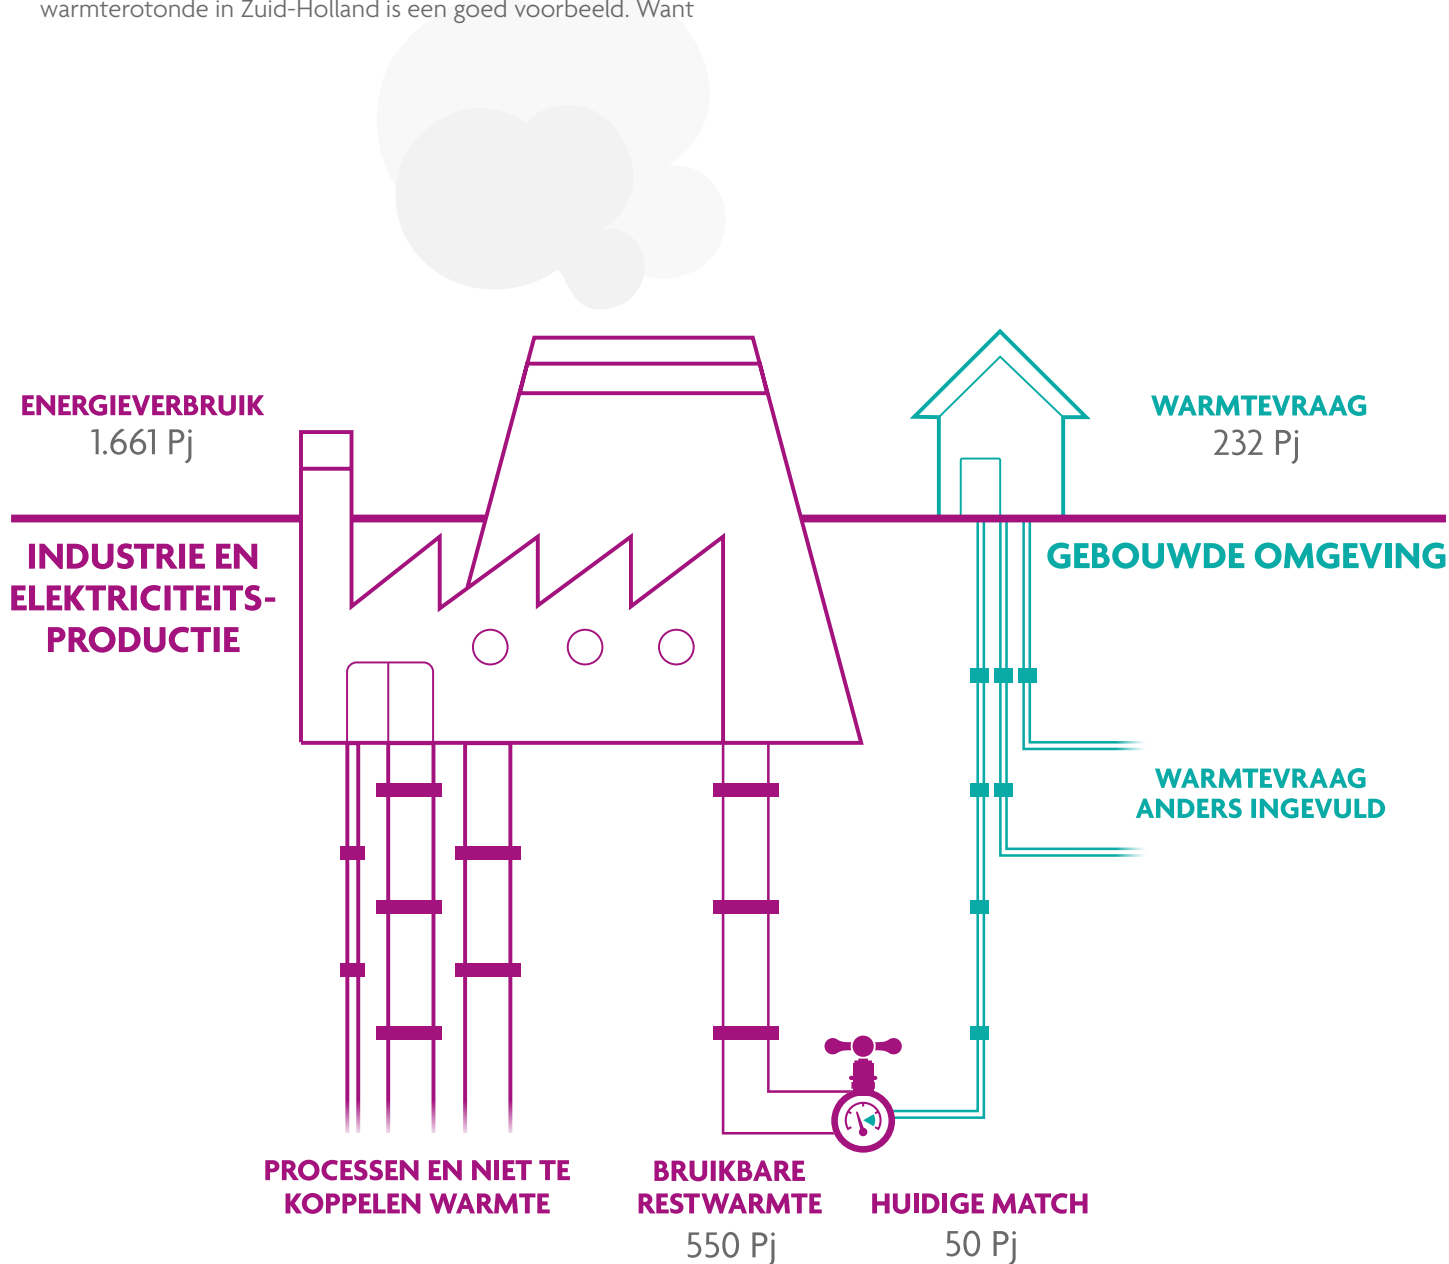 warmterotonde in Zuid-Holland is een goed voorbeeld. Want
ENERGIEVERBRUIK
1.661 Pj
WARMTEVRAAG
232 Pj
INDUSTRIE EN
ELEKTRICITEITS-
PRODUCTIE
GEBOUWDE OMGEVING
WARMTEVRAAG
ANDERS INGEVULD
PROCESSEN EN NIET TE
KOPPELEN WARMTE
BRUIKBARE
RESTWARMTE
550 Pj
HUIDIGE MATCH
50 Pj